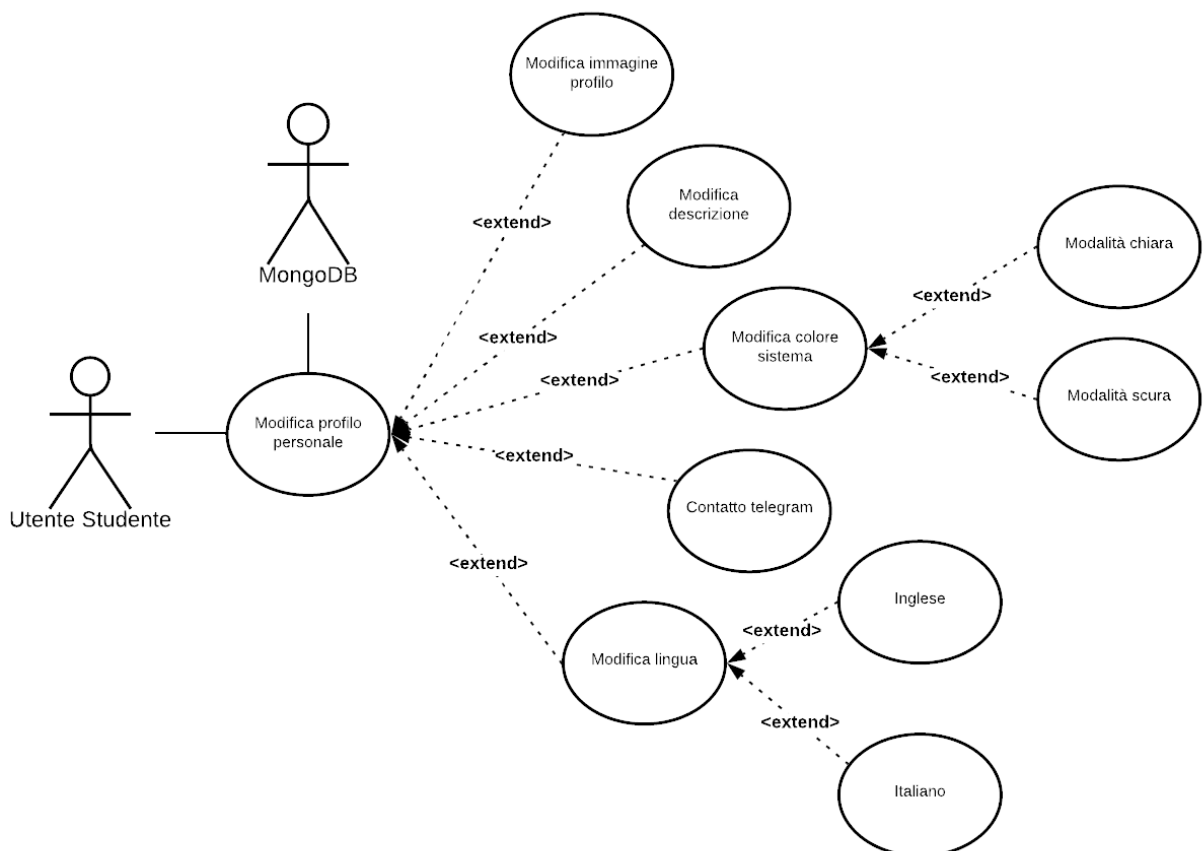 Modifica immagine
profilo
Modifica
descrizione
<extend>
Modalità chiara
MongoDB
<extend>
<extend>
Modifica colore
sistema
<extend>
<extend>
Modalità scura
Modifica profilo
personale
<extend>
Contatto telegram
Utente Studente
<extend>
Inglese
<extend>
Modifica lingua
<extend>
Italiano